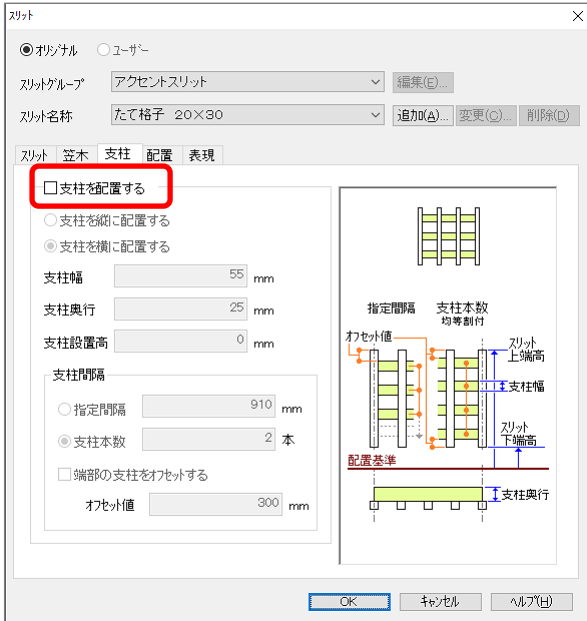 スリット
オリジナル ユーザー
スリットグループ アクセントスリット 編集(E)...
スリット名称 たて格子 20×30 追加(A)... 変更(C)... 削除(D)
スリット 笠木 支柱 配置 表現
支柱を配置する
支柱を縦に配置する
支柱を横に配置する
支柱幅 55 mm
支柱奥行 25 mm
支柱設置高 0 mm
支柱間隔
指定間隔 910 mm
支柱本数 2 本
端部の支柱をオフセットする
オフセット値 300 mm
指定間隔 支柱本数
均等割付
オフセット値
スリット
上端高
支柱幅
スリット
下端高
配置基準
支柱奥行
OK キャンセル ヘルプ(H)